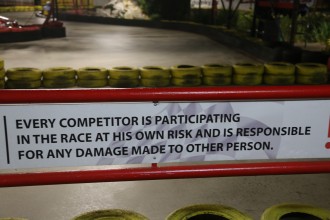 EVERY COMPETITOR IS PARTICIPATING
IN THE RACE AT HIS OWN RISK AND IS RESPONSIBLE
FOR ANY DAMAGE MADE TO OTHER PERSON.